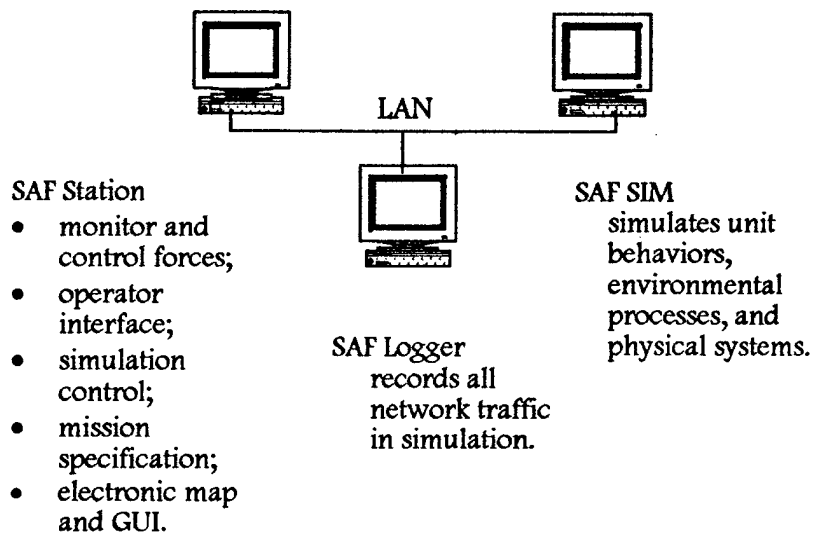 LAN
SAF Station
• monitor and
control forces;
• operator
interface;
• simulation
control;
• mission
specification;
• electronic map
and GUI.
SAF Logger
records all
network traffic
in simulation.
SAF SIM
simulates unit
behaviors,
environmental
processes, and
physical systems.